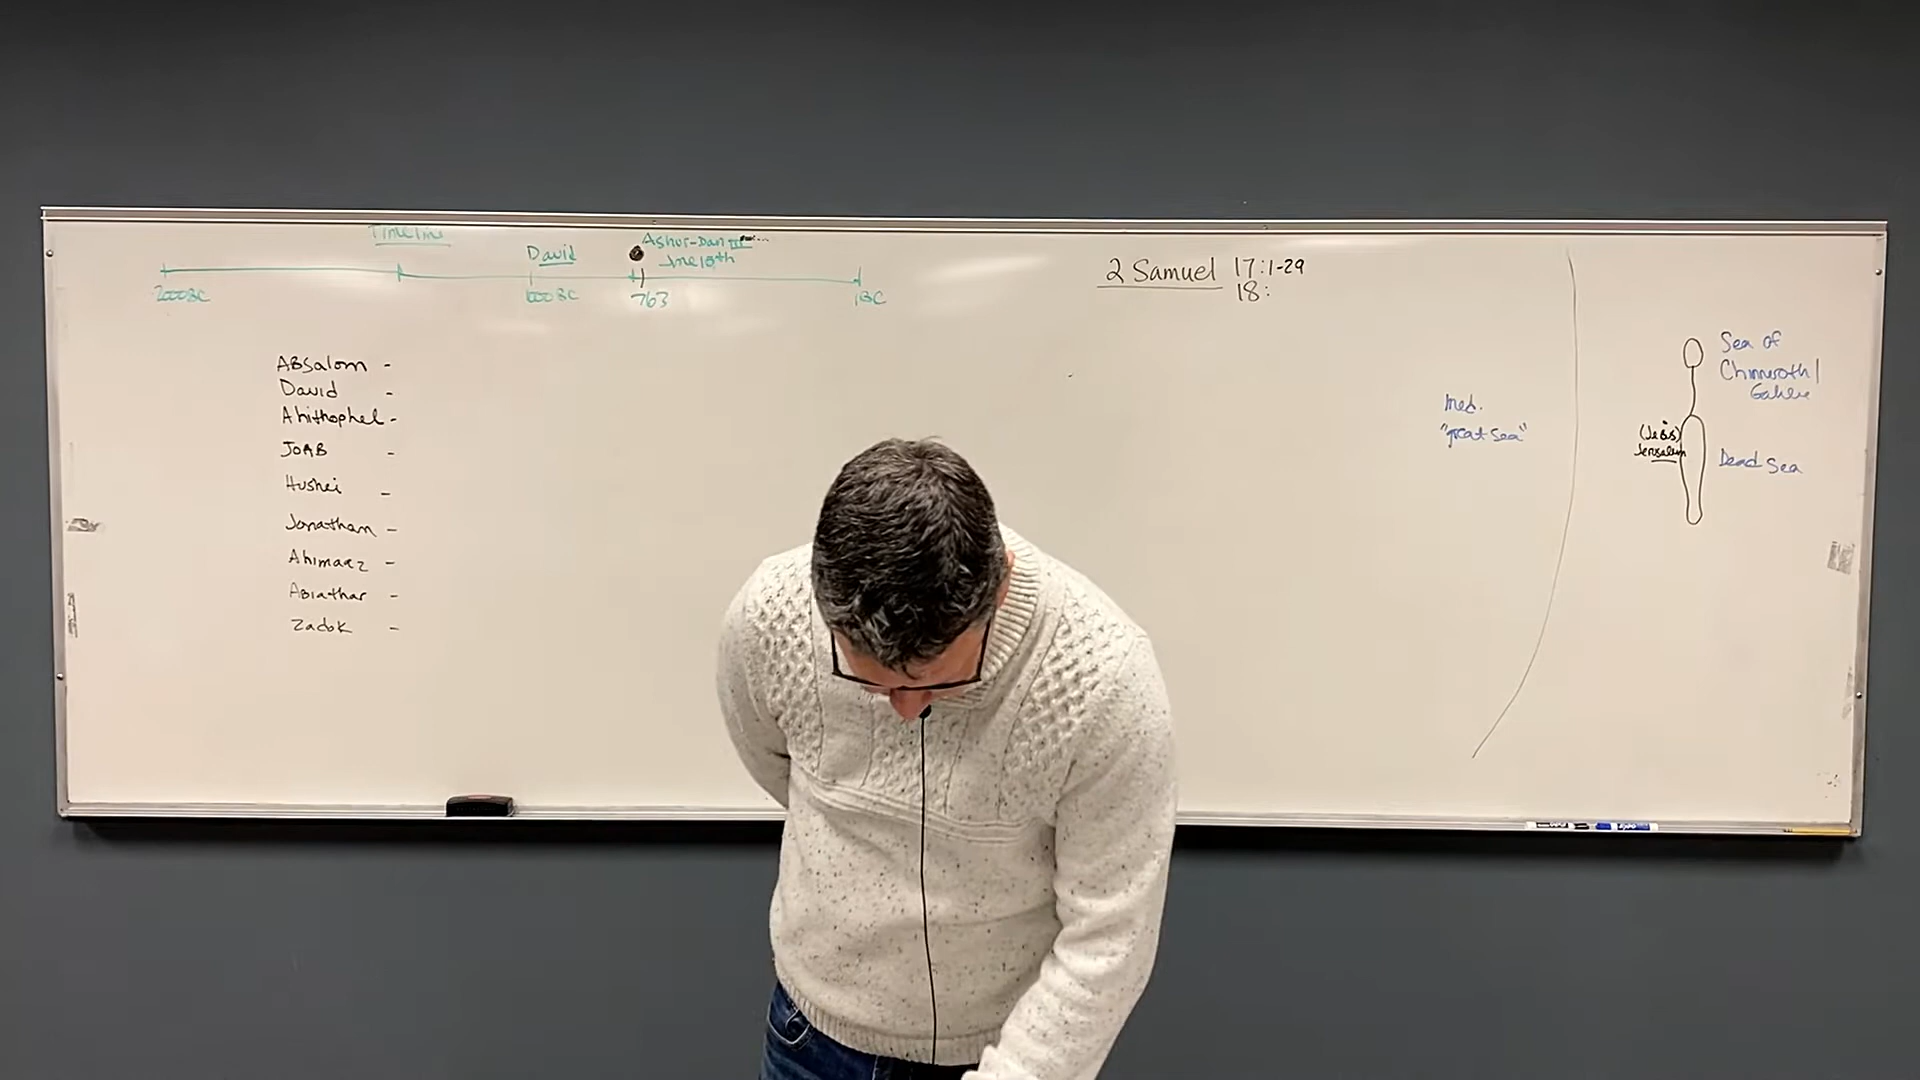 Timeline
David
Ashur-Dan III
June 15th
2000BC
1000BC
763
1BC
ABSalom -
David -
Ahithophel -
JOAB -
Hushai -
Jonathan -
Ahimaaz -
Abiathar -
Zadok -
2 Samuel 17:1-29
18:
Med.
"great Sea"
Sea of
Chinneroth/
Galilee
(Jebus)
Jerusalem
Dead Sea